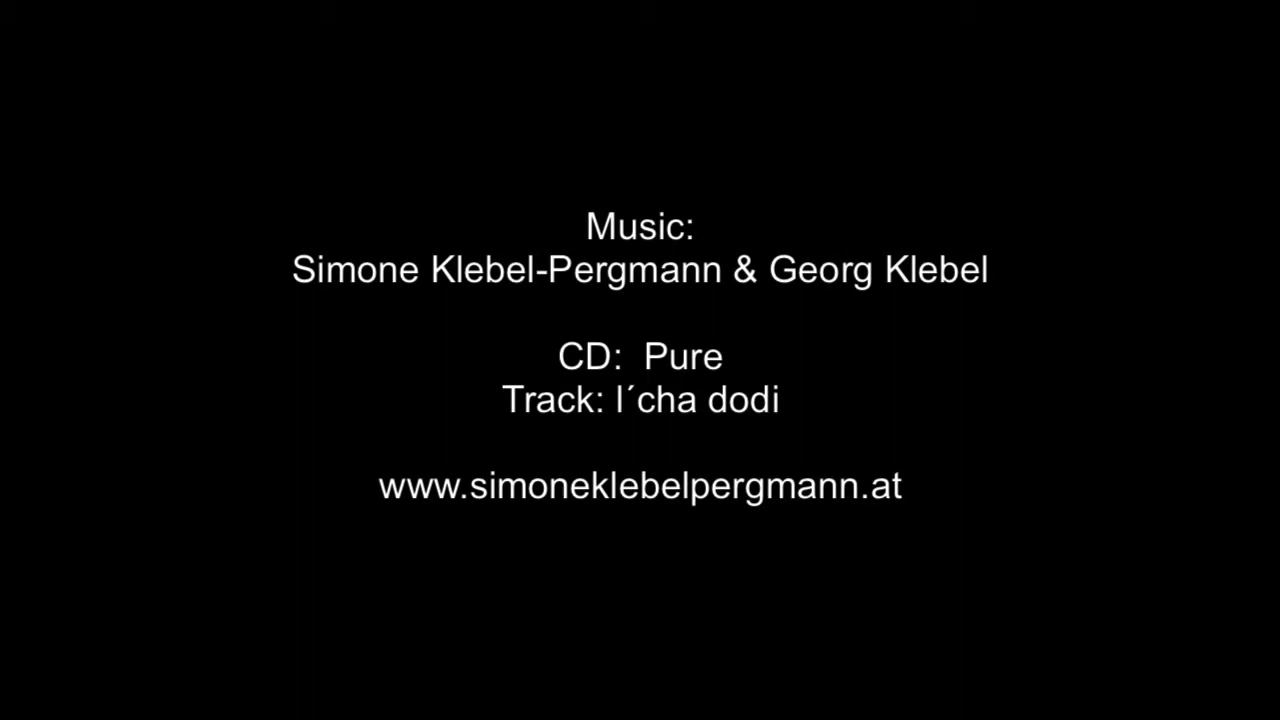 Music:
Simone Klebel-Pergmann & Georg Klebel
CD:  Pure
Track: l´cha dodi
www.simoneklebelpergmann.at